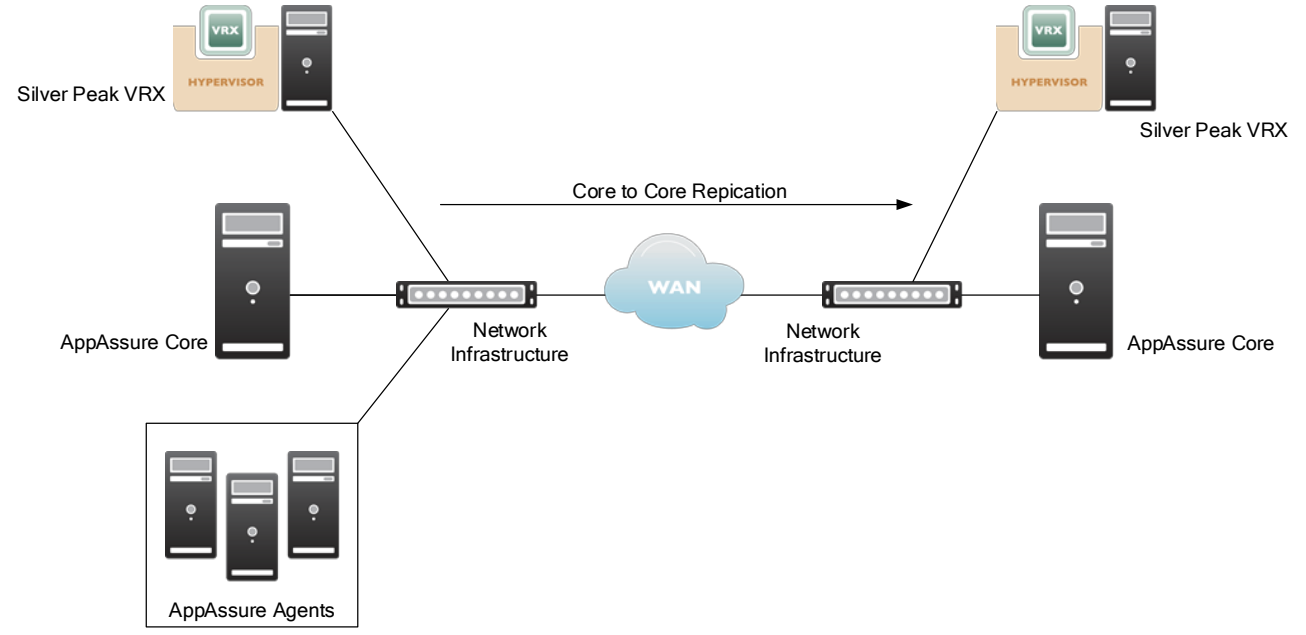 VRX
HYPERVISOR
Silver Peak VRX
VRX
HYPERVISOR
Silver Peak VRX
Core to Core Repication
WAN
AppAssure Core
Network
Infrastructure
Network
Infrastructure
AppAssure Core
AppAssure Agents